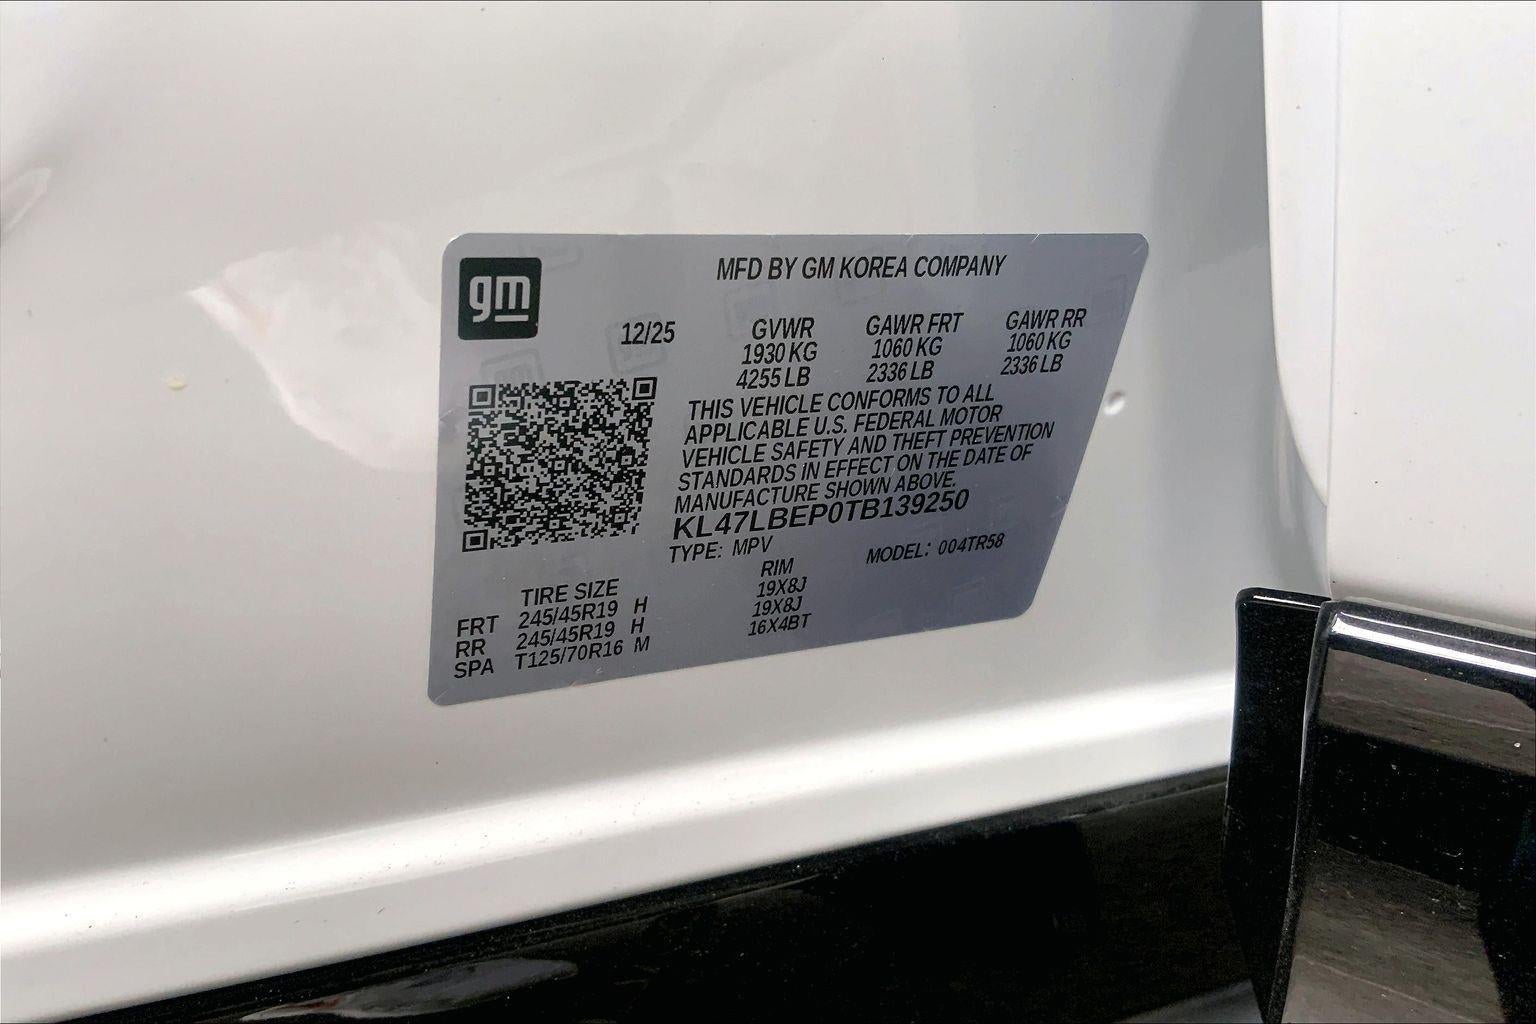 gm
MFD BY GM KOREA COMPANY
12/25 GVWR GAWR FRT GAWR RR
1930 KG 1060 KG 1060 KG
4255 LB 2336 LB 2336 LB
THIS VEHICLE CONFORMS TO ALL
APPLICABLE U.S. FEDERAL MOTOR
VEHICLE SAFETY AND THEFT PREVENTION
STANDARDS IN EFFECT ON THE DATE OF
MANUFACTURE SHOWN ABOVE.
KL47LBEP0TB139250
TYPE: MPV MODEL: 004TR58
TIRE SIZE RIM
FRT 245/45R19 H 19X8J
RR 245/45R19 H 19X8J
SPA T125/70R16 M 16X4BT